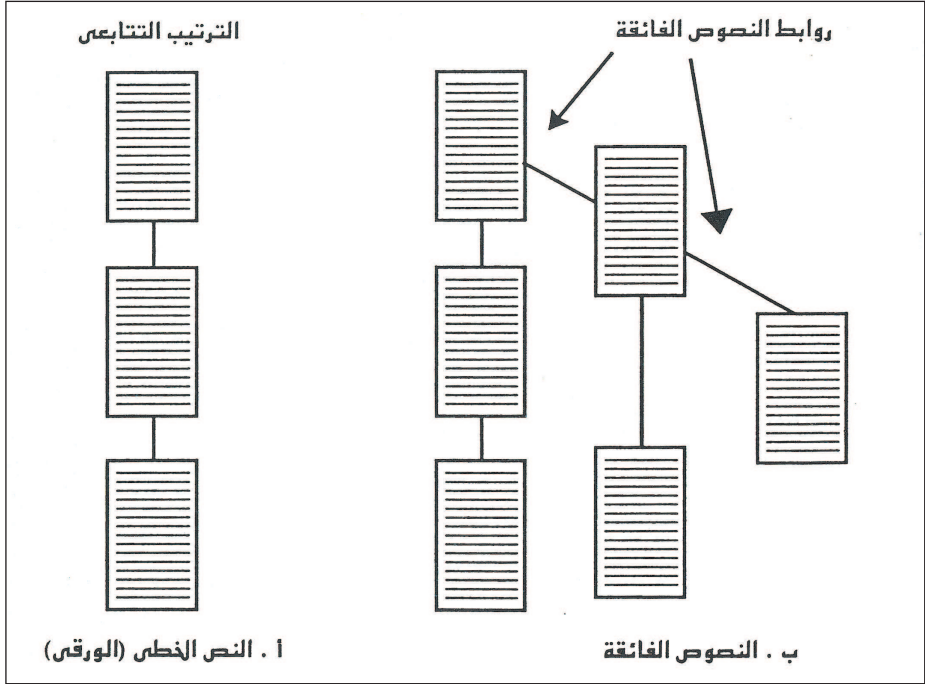 روابط النصوص الفائقة
الترتيب التتابعى
ب . النصوص الفائقة
أ . النص الخطى (الورقى)